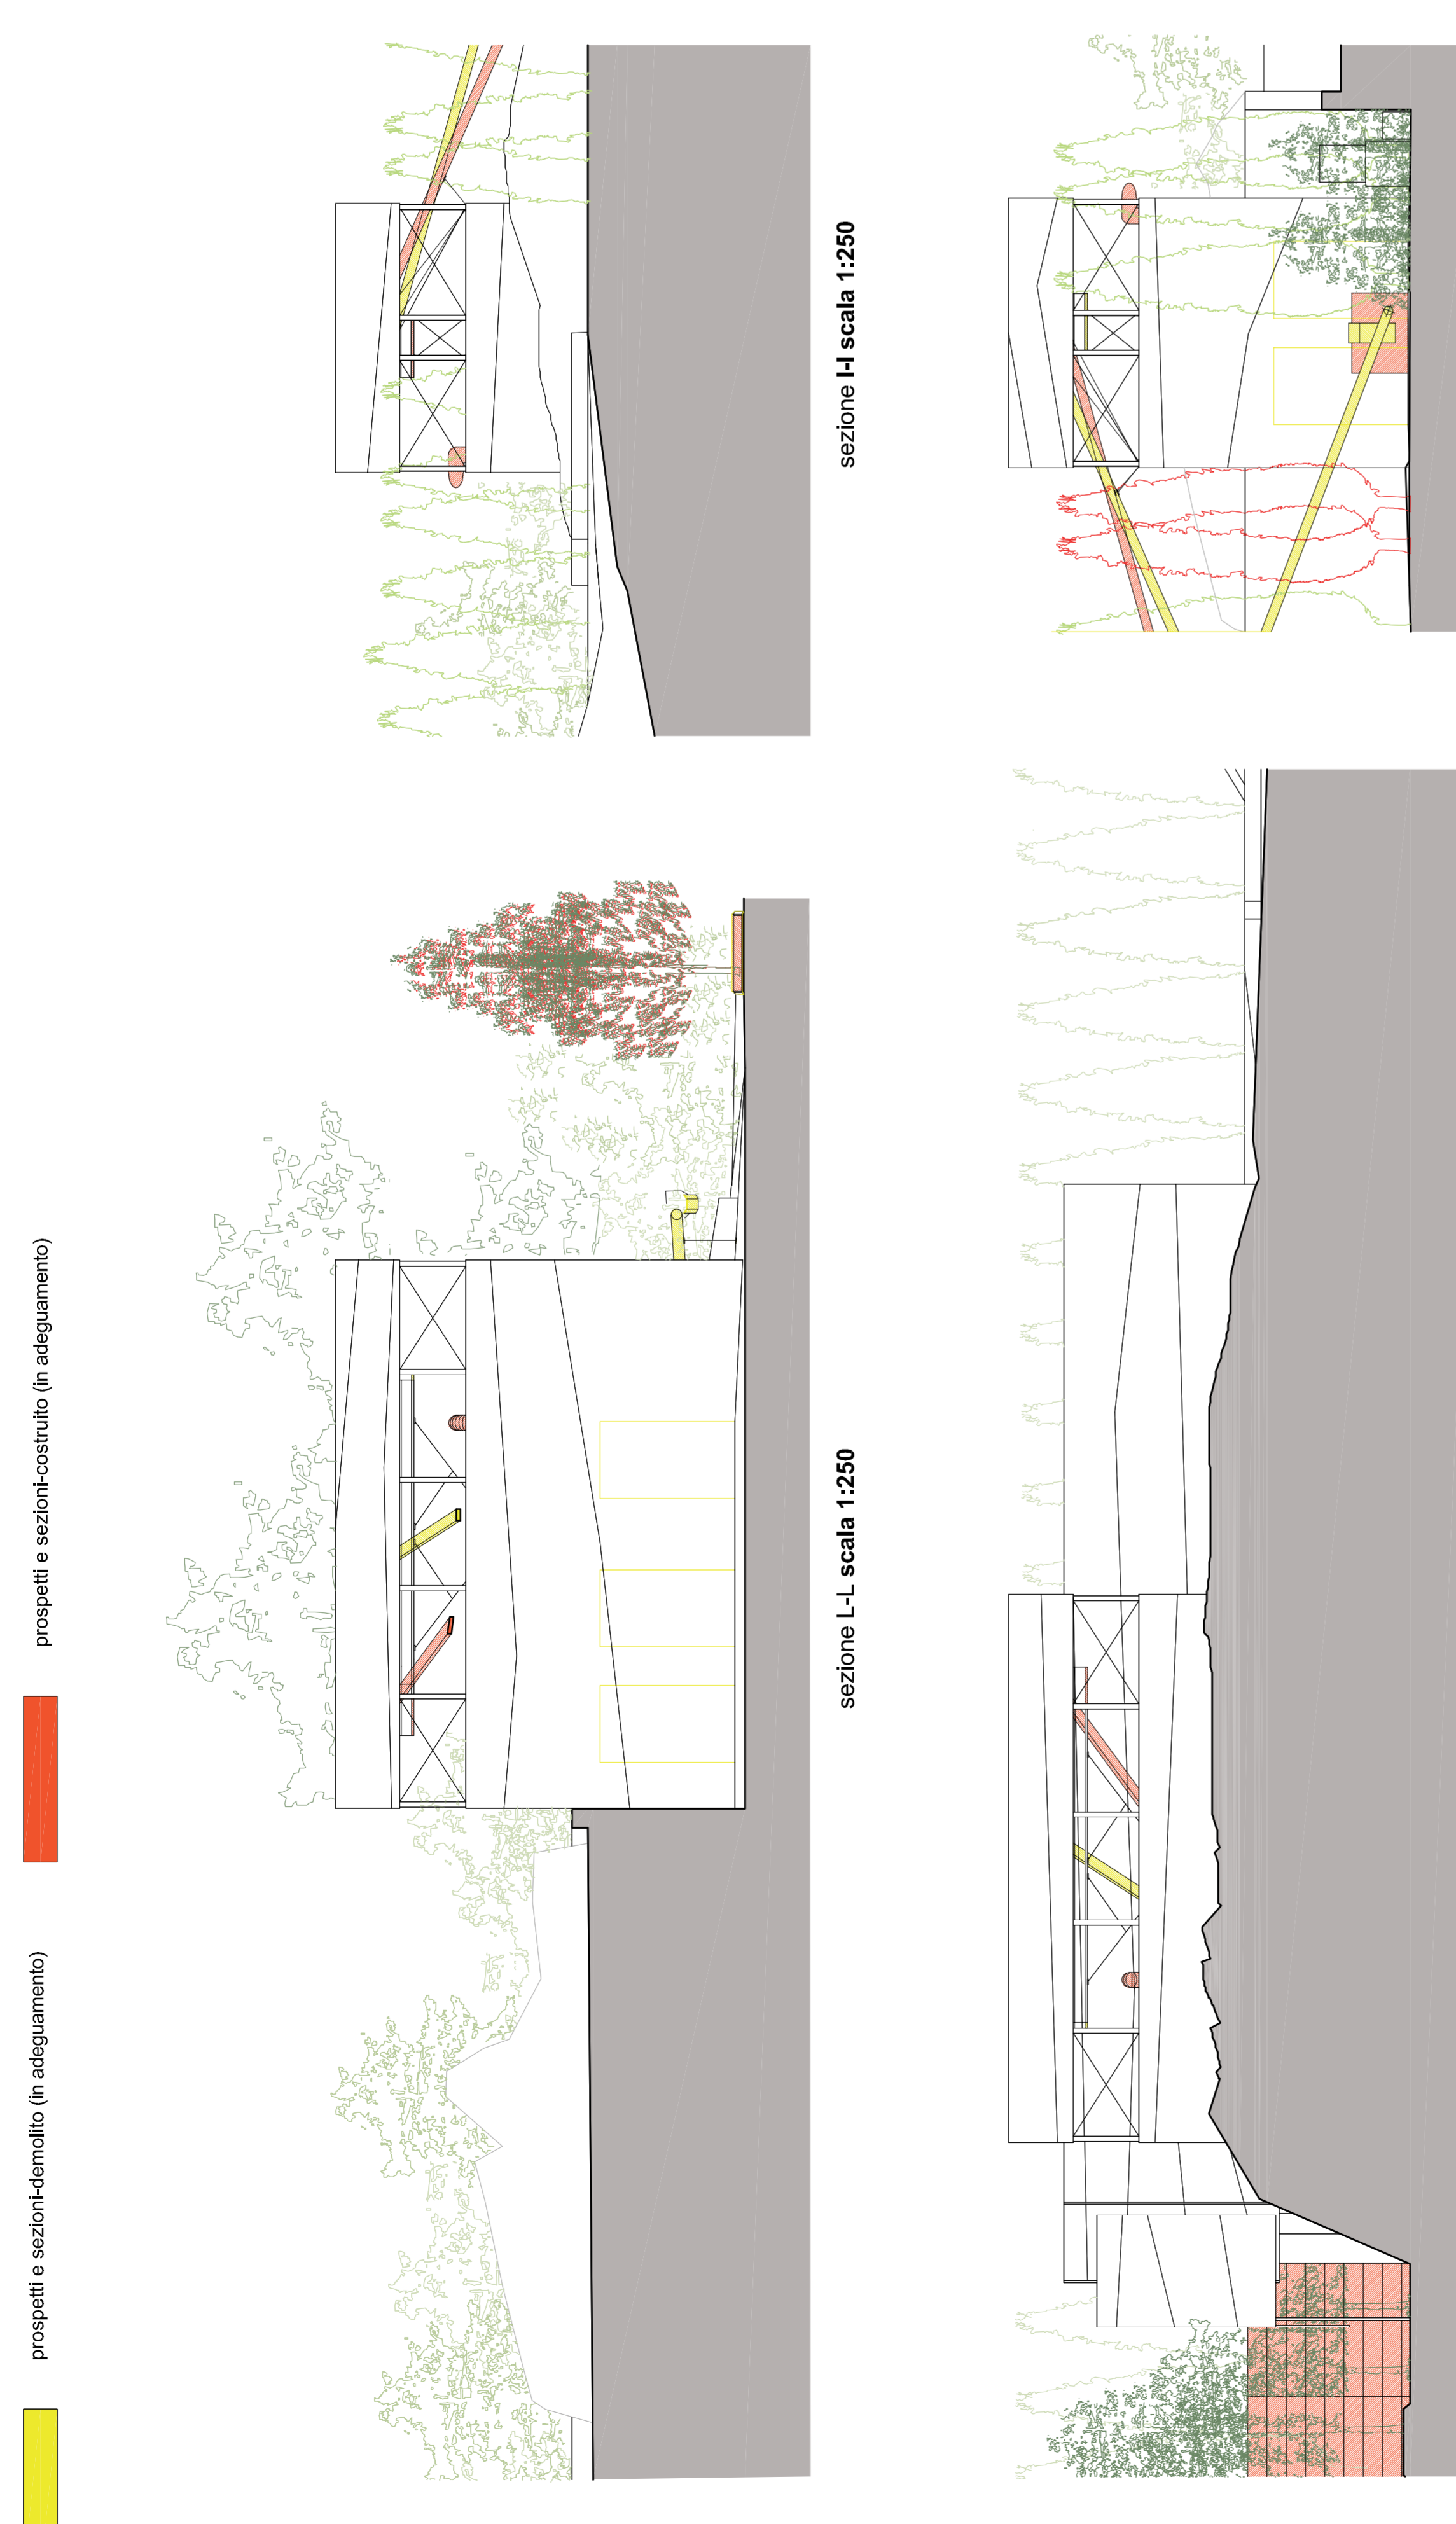 prospetti e sezioni-demolito (in adeguamento)
prospetti e sezioni-costruito (in adeguamento)
sezione L-L scala 1:250
sezione I-I scala 1:250